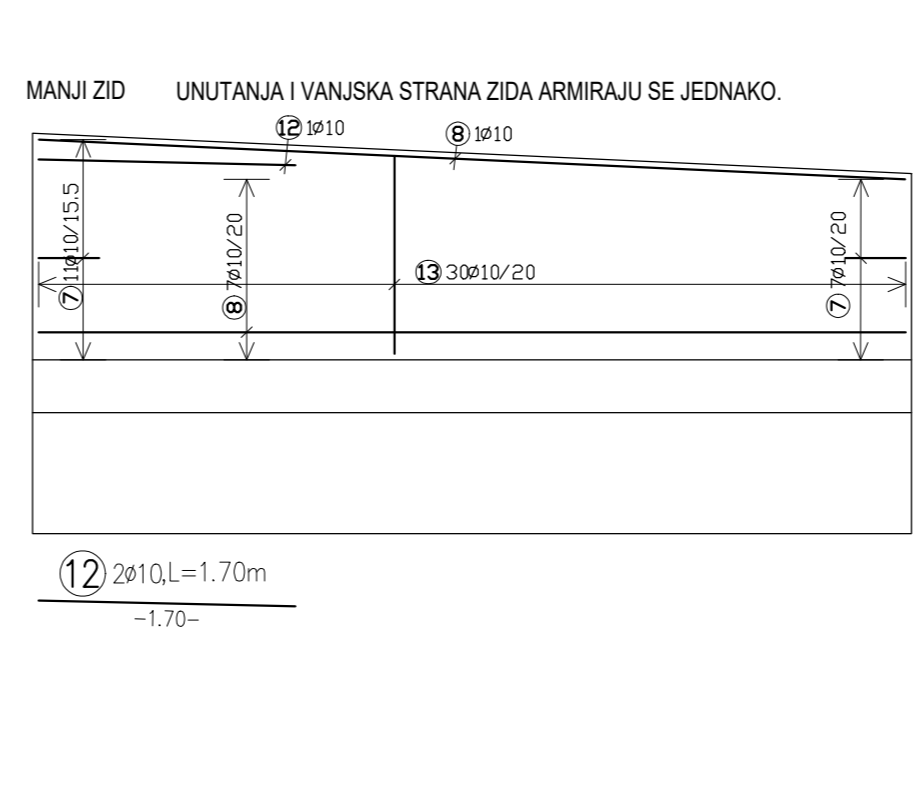 MANJI ZID UNUTANJA I VANJSKA STRANA ZIDA ARMIRAJU SE JEDNAKO.
12 1ø10
8 1ø10
7 11ø10/15.5
8 7ø10/20
13 30ø10/20
7 7ø10/20
12 2ø10,L=1.70m
-1.70-